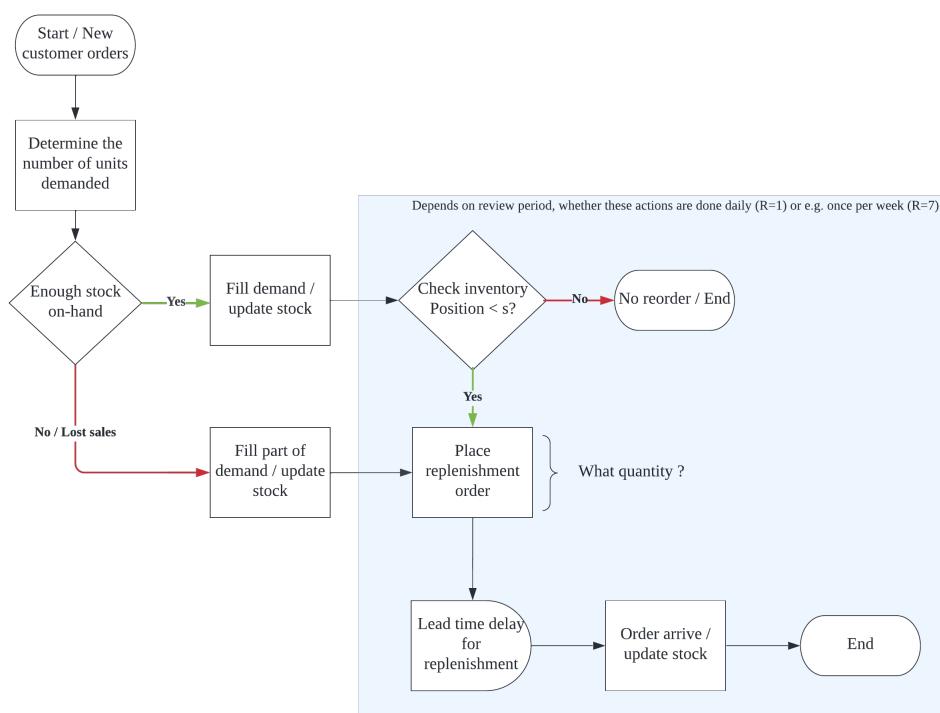 Start / New
customer orders
Determine the
number of units
demanded
Depends on review period, whether these actions are done daily (R=1) or e.g. once per week (R=7)
Enough stock
on-hand
Yes
Fill demand /
update stock
Check inventory
Position < s?
No
No reorder / End
Yes
No / Lost sales
Fill part of
demand / update
stock
Place
replenishment
order
What quantity ?
Lead time delay
for
replenishment
Order arrive /
update stock
End